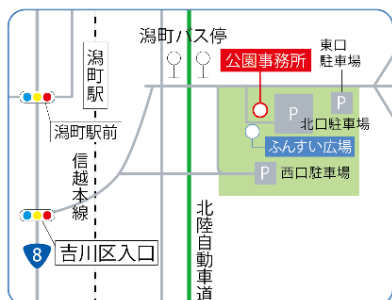 潟町バス停
東口
駐車場
潟町駅
公園事務所
P
P
北口駐車場
潟町駅前
ふんすい広場
信越本線
P
西口駐車場
北陸自動車道
吉川区入口
8